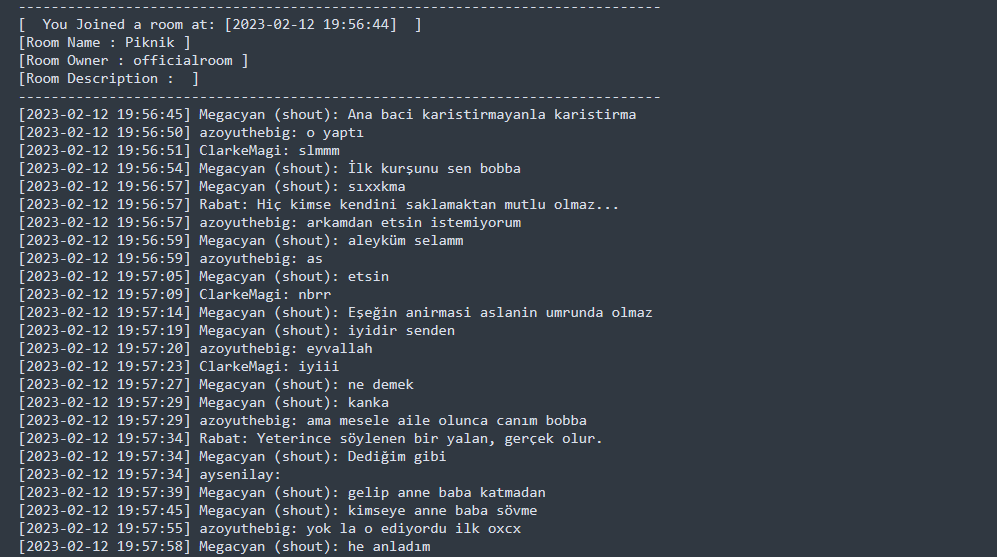 -------------------------------------------------------------------------------
[  You Joined a room at: [2023-02-12 19:56:44]  ]
[Room Name : Piknik ]
[Room Owner : officialroom ]
[Room Description :  ]
-------------------------------------------------------------------------------
[2023-02-12 19:56:45] Megacyan (shout): Ana baci karistirmayanla karistirma
[2023-02-12 19:56:50] azoyuthebig: o yaptı
[2023-02-12 19:56:51] ClarkeMagi: slmmm
[2023-02-12 19:56:54] Megacyan (shout): İlk kurşunu sen bobba
[2023-02-12 19:56:57] Megacyan (shout): sıxxkma
[2023-02-12 19:56:57] Rabat: Hiç kimse kendini saklamaktan mutlu olmaz...
[2023-02-12 19:56:57] azoyuthebig: arkamdan etsin istemiyorum
[2023-02-12 19:56:59] Megacyan (shout): aleyküm selamm
[2023-02-12 19:56:59] azoyuthebig: as
[2023-02-12 19:57:05] Megacyan (shout): etsin
[2023-02-12 19:57:09] ClarkeMagi: nbrr
[2023-02-12 19:57:14] Megacyan (shout): Eşeğin anirmasi aslanin umrunda olmaz
[2023-02-12 19:57:19] Megacyan (shout): iyidir senden
[2023-02-12 19:57:20] azoyuthebig: eyvallah
[2023-02-12 19:57:23] ClarkeMagi: iyiii
[2023-02-12 19:57:27] Megacyan (shout): ne demek
[2023-02-12 19:57:29] Megacyan (shout): kanka
[2023-02-12 19:57:29] azoyuthebig: ama mesele aile olunca canım bobba
[2023-02-12 19:57:34] Rabat: Yeterince söylenen bir yalan, gerçek olur.
[2023-02-12 19:57:34] Megacyan (shout): Dediğim gibi
[2023-02-12 19:57:34] aysenilay:
[2023-02-12 19:57:39] Megacyan (shout): gelip anne baba katmadan
[2023-02-12 19:57:45] Megacyan (shout): kimseye anne baba sövme
[2023-02-12 19:57:55] azoyuthebig: yok la o ediyordu ilk oxcx
[2023-02-12 19:57:58] Megacyan (shout): he anladım